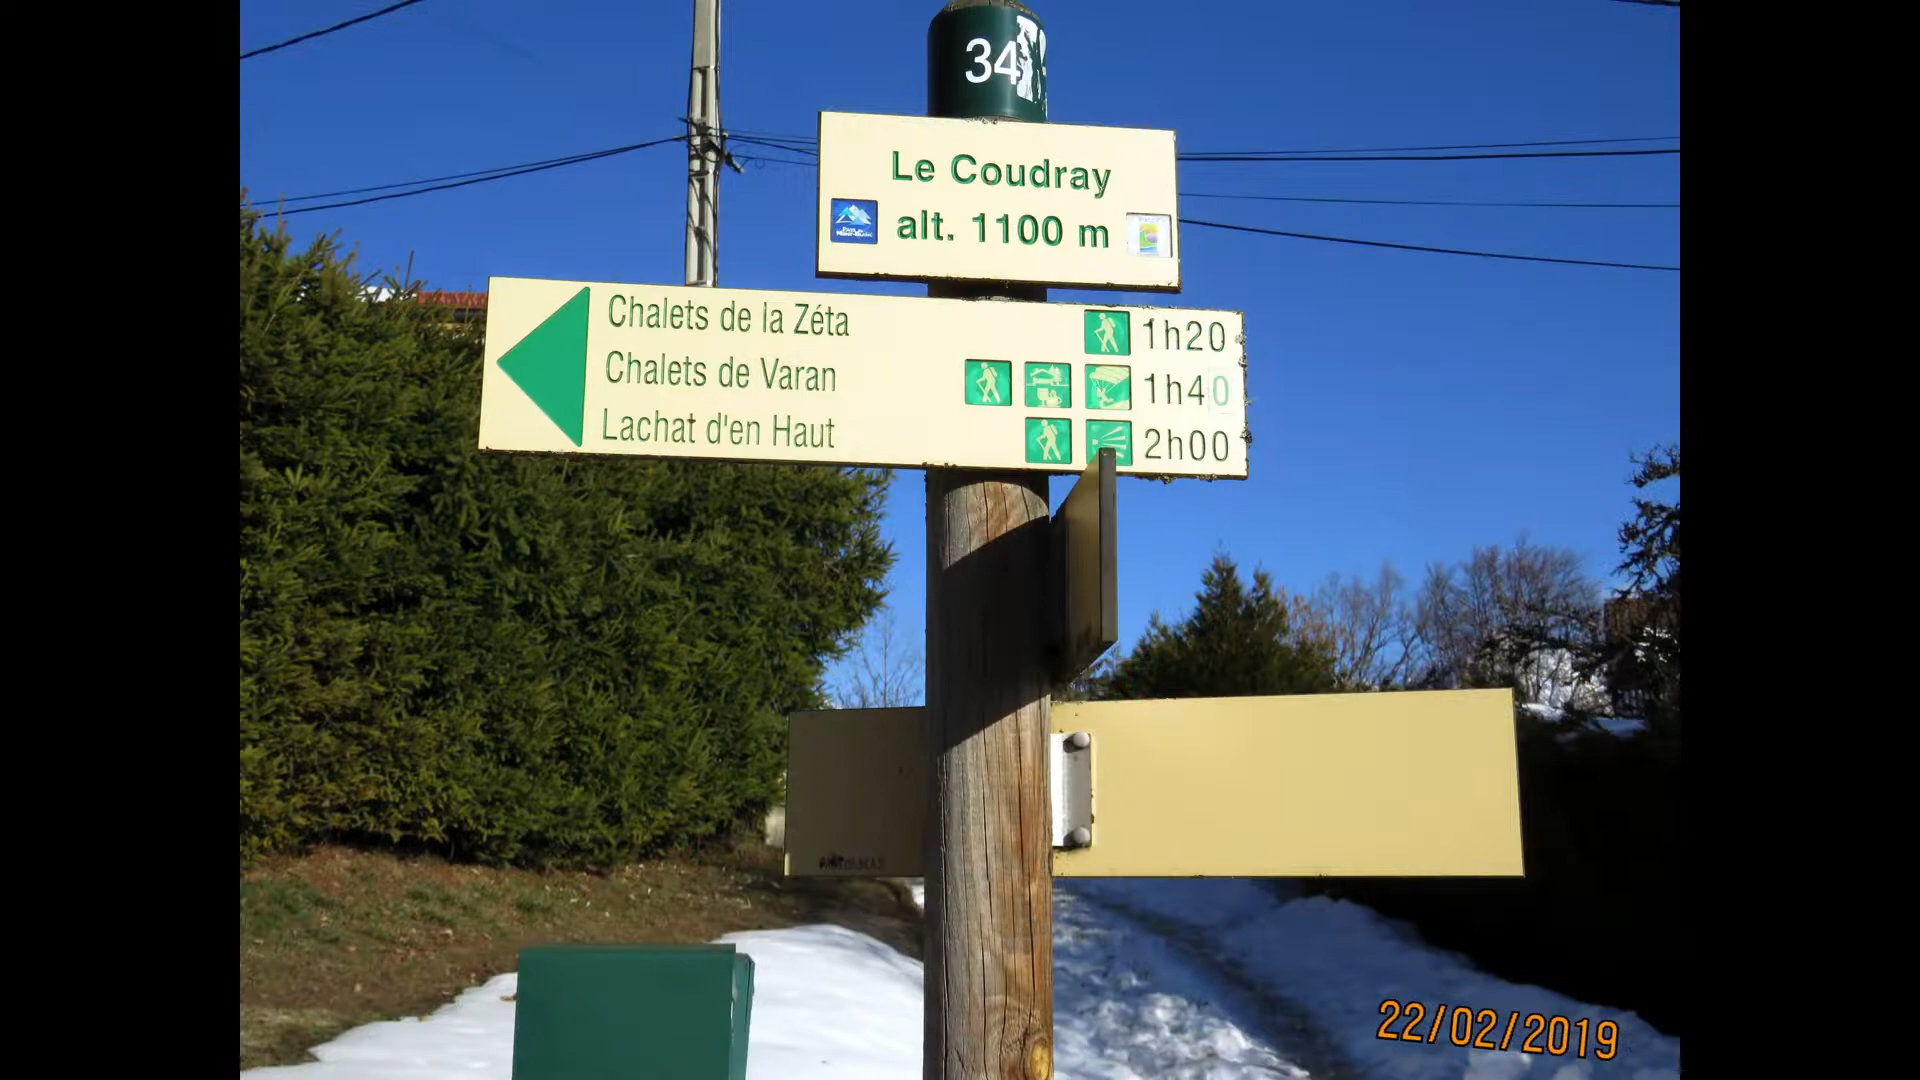 34
Le Coudray
alt. 1100 m
Chalets de la Zéta 1h20
Chalets de Varan 1h40
Lachat d'en Haut 2h00
22/02/2019